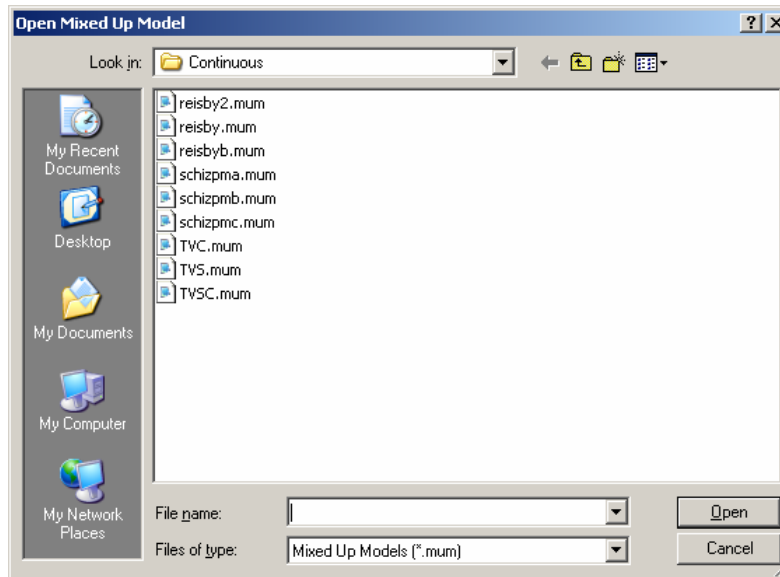 Open Mixed Up Model
Look in: Continuous
reisby2.mum
reisby.mum
reisbyb.mum
schizpma.mum
schizpmb.mum
schizpmc.mum
TVC.mum
TVS.mum
TVSC.mum
My Recent
Documents
Desktop
My Documents
My Computer
My Network
Places
File name:
Open
Files of type: Mixed Up Models (*.mum)
Cancel